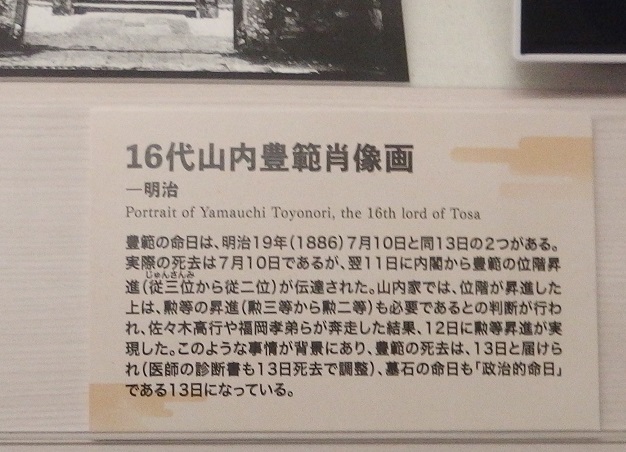 16代山内豊範肖像画
―明治
Portrait of Yamauchi Toyonori, the 16th lord of Tosa
豊範の命日は、明治19年(1886)7月10日と同13日の2つがある。
実際の死去は7月10日であるが、翌11日に内閣から豊範の位階昇
じゅんさんみ
進(従三位から従二位)が伝達された。山内家では、位階が昇進した
上は、勲等の昇進(勲三等から勲二等)も必要であるとの判断が行わ
れ、佐々木高行や福岡孝弟らが奔走した結果、12日に勲等昇進が実
現した。このような事情が背景にあり、豊範の死去は、13日と届けら
れ(医師の診断書も13日死去で調整)、墓石の命日も「政治的命日」
である13日になっている。